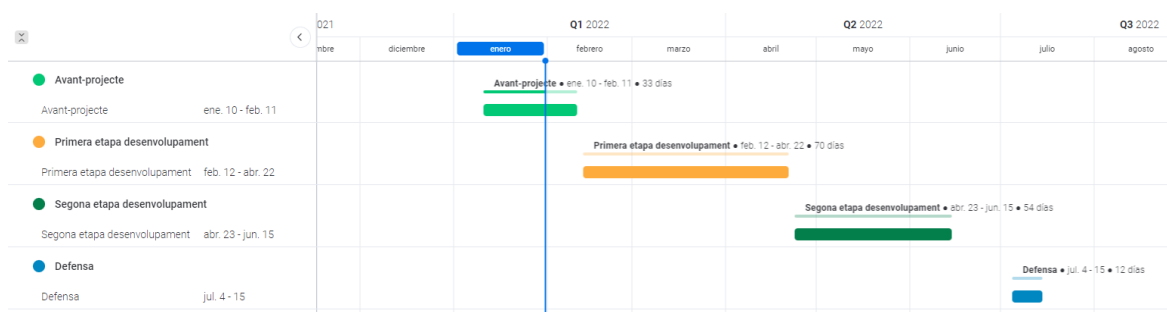 021 Q1 2022 Q2 2022 Q3 2022
mbre diciembre enero febrero marzo abril mayo junio julio agosto
Avant-projecte
Avant-projecte • ene. 10 - feb. 11 • 33 días
Avant-projecte ene. 10 - feb. 11
Primera etapa desenvolupament
Primera etapa desenvolupament • feb. 12 - abr. 22 • 70 días
Primera etapa desenvolupament feb. 12 - abr. 22
Segona etapa desenvolupament
Segona etapa desenvolupament • abr. 23 - jun. 15 • 54 días
Segona etapa desenvolupament abr. 23 - jun. 15
Defensa
Defensa • jul. 4 - 15 • 12 días
Defensa jul. 4 - 15